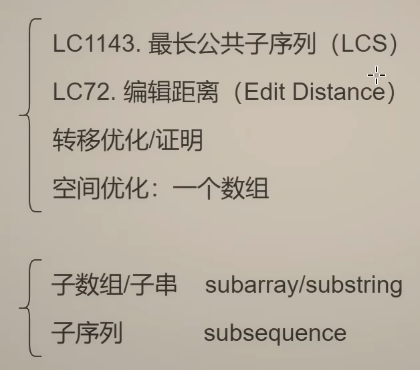 LC1143. 最长公共子序列（LCS）
LC72. 编辑距离（Edit Distance）
转移优化/证明
空间优化：一个数组
子数组/子串 subarray/substring
子序列 subsequence